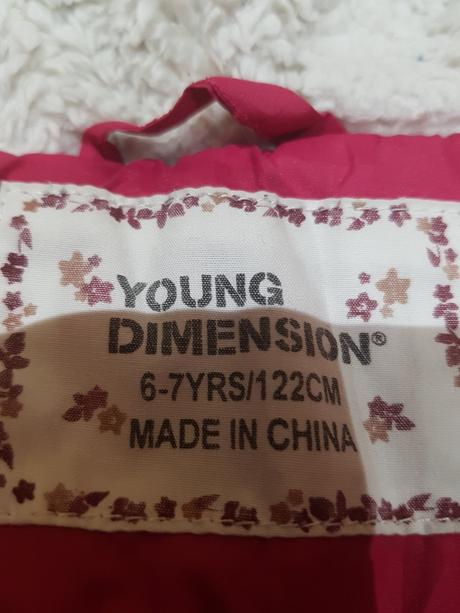 YOUNG
DIMENSION®
6-7YRS/122CM
MADE IN CHINA